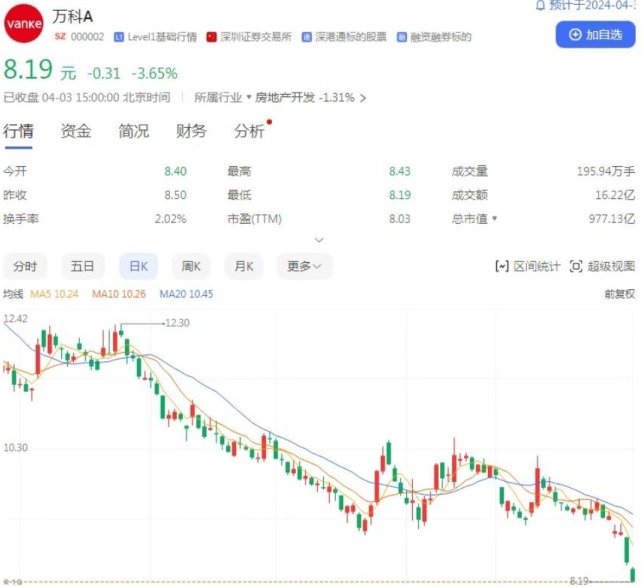 预计于2024-04-3
vanke
万科A
SZ 000002 L1 Level1基础行情 深圳证券交易所 通 深港通标的股票 融 融资融券标的
加自选
8.19 元 -0.31 -3.65%
已收盘 04-03 15:00:00 北京时间 所属行业 房地产开发 -1.31%
行情 资金 简况 财务 分析
今开 8.40 最高 8.43 成交量 195.94万手
昨收 8.50 最低 8.19 成交额 16.22亿
换手率 2.02% 市盈(TTM) 8.03 总市值 977.13亿
分时 五日 日K 周K 月K 更多 区间统计 超级视图
均线 MA5 10.24 MA10 10.26 MA20 10.45 前复权
12.42
12.30
10.30
8.19 8.19